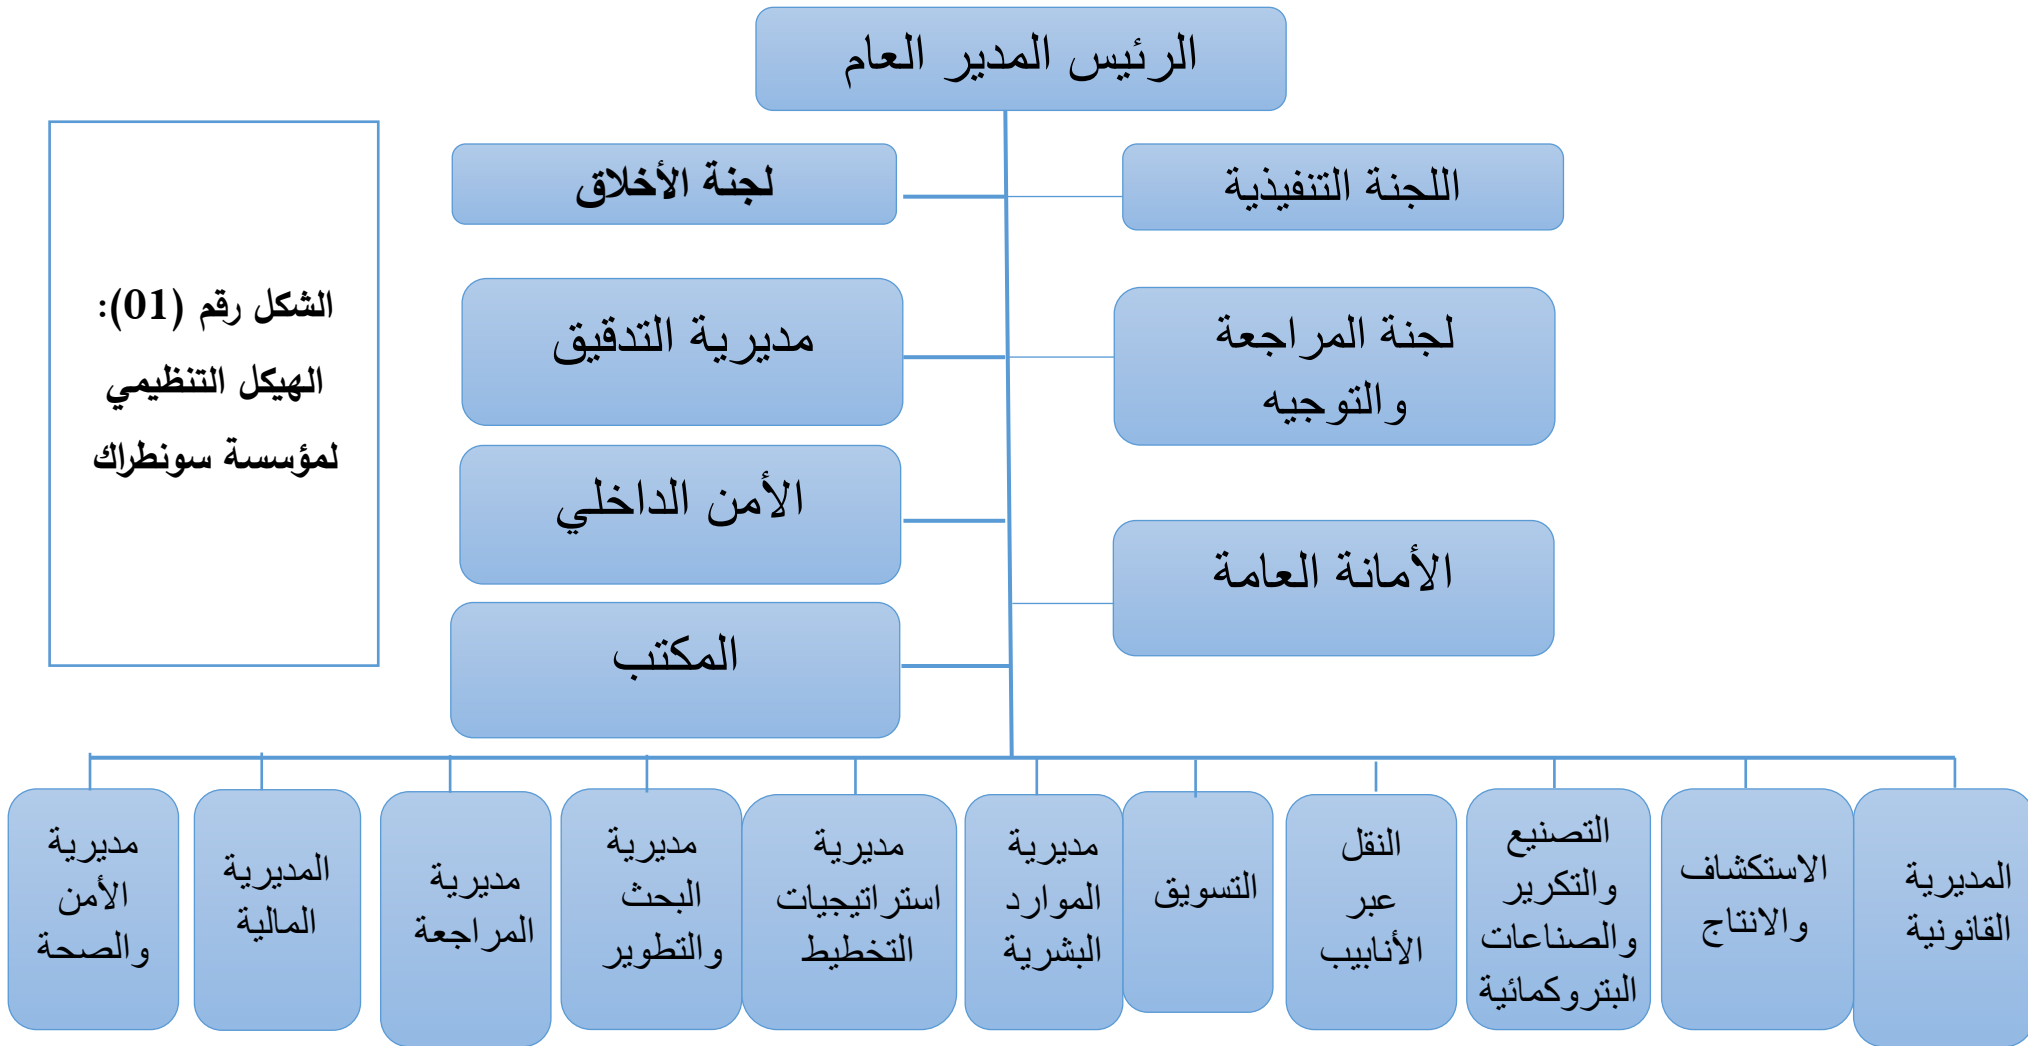 الرئيس المدير العام
اللجنة التنفيذية
لجنة الأخلاق
لجنة المراجعة
والتوجيه
مديرية التدقيق
الأمن الداخلي
الأمانة العامة
المكتب
الشكل رقم (01):
الهيكل التنظيمي
لمؤسسة سونطراك
المديرية
القانونية
الاستكشاف
والانتاج
التصنيع
والتكرير
والصناعات
البتروكمائية
النقل
عبر
الأنابيب
التسويق
مديرية
الموارد
البشرية
مديرية
استراتيجيات
التخطيط
مديرية
البحث
والتطوير
مديرية
المراجعة
المديرية
المالية
مديرية
الأمن
والصحة